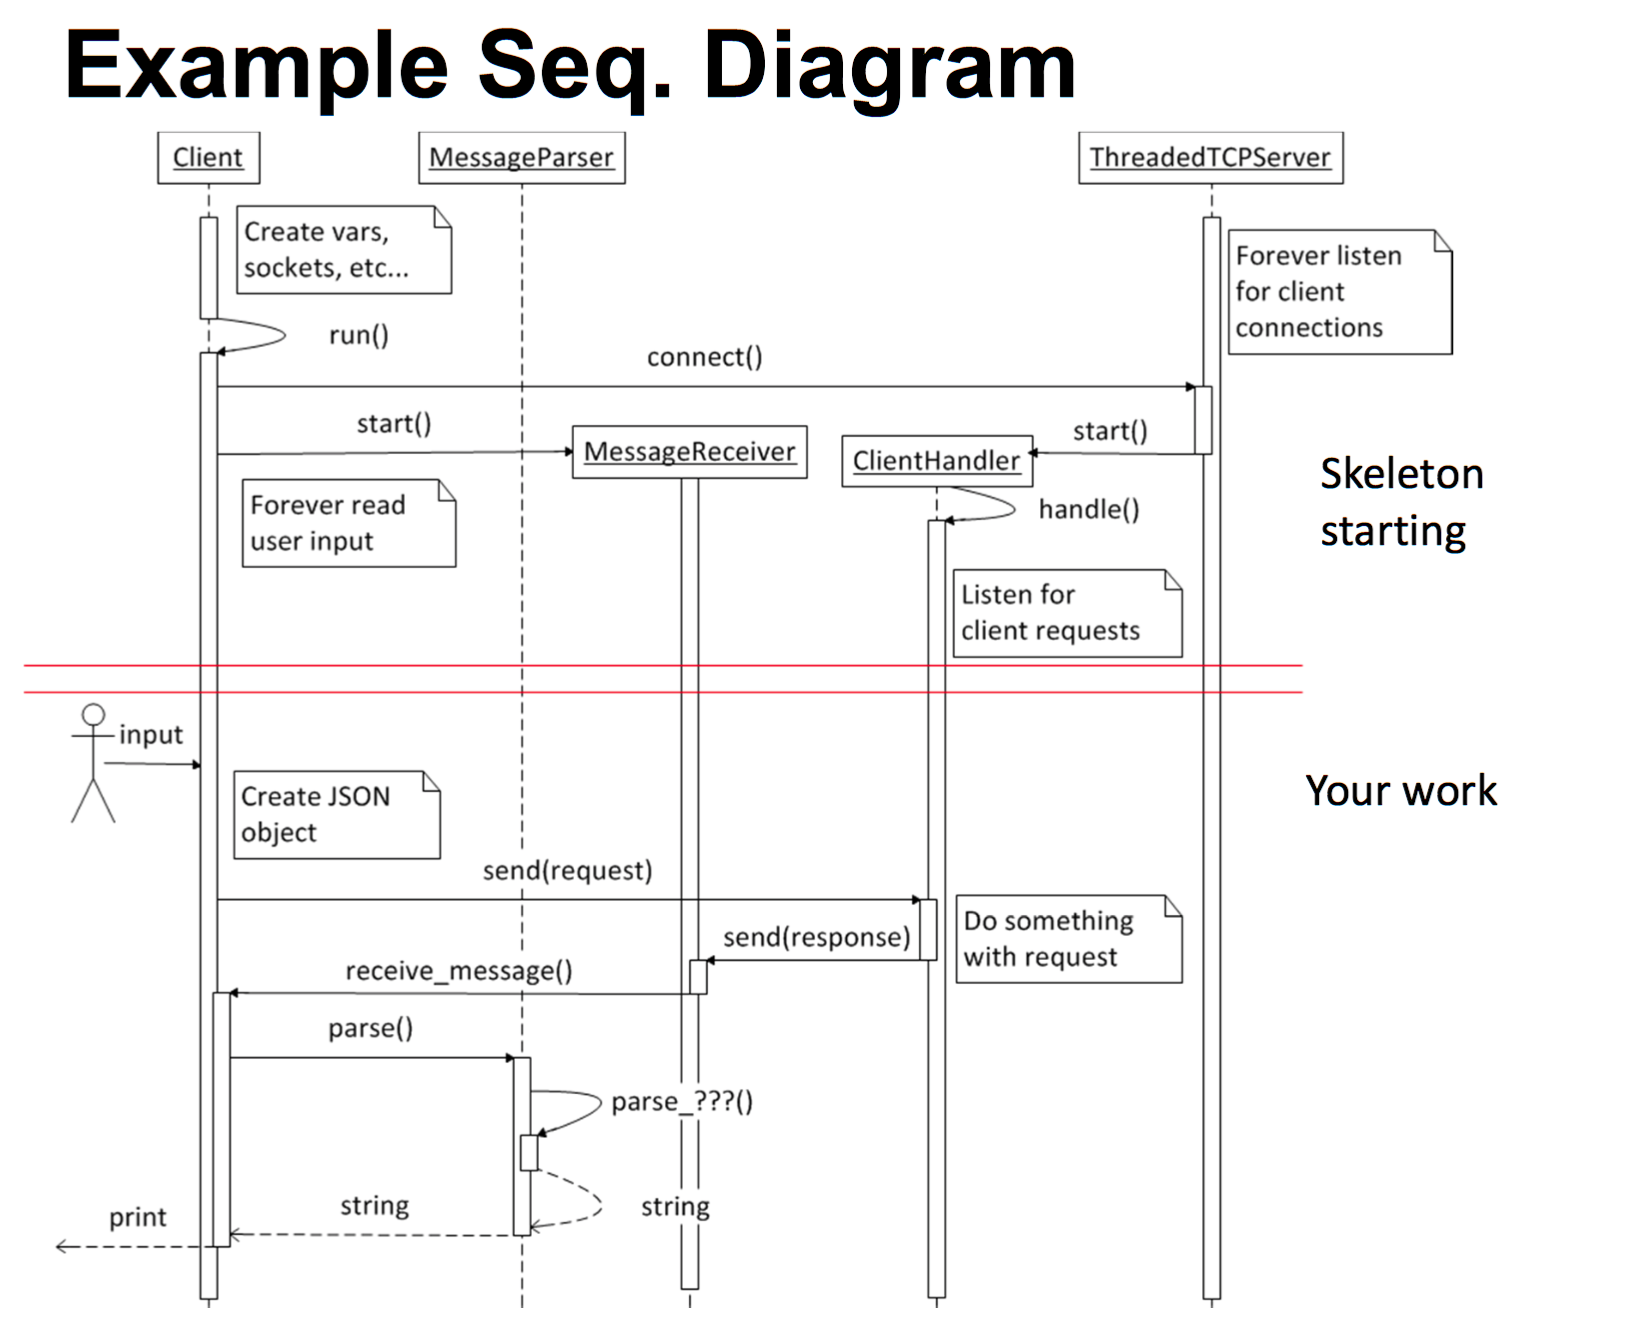 Example Seq. Diagram
Client
MessageParser
ThreadedTCPServer
Create vars,
sockets, etc...
Forever listen
for client
connections
run()
connect()
start()
start()
MessageReceiver
ClientHandler
Skeleton
starting
Forever read
user input
handle()
Listen for
client requests
input
Your work
Create JSON
object
send(request)
Do something
with request
send(response)
receive_message()
parse()
parse_???()
string
string
print